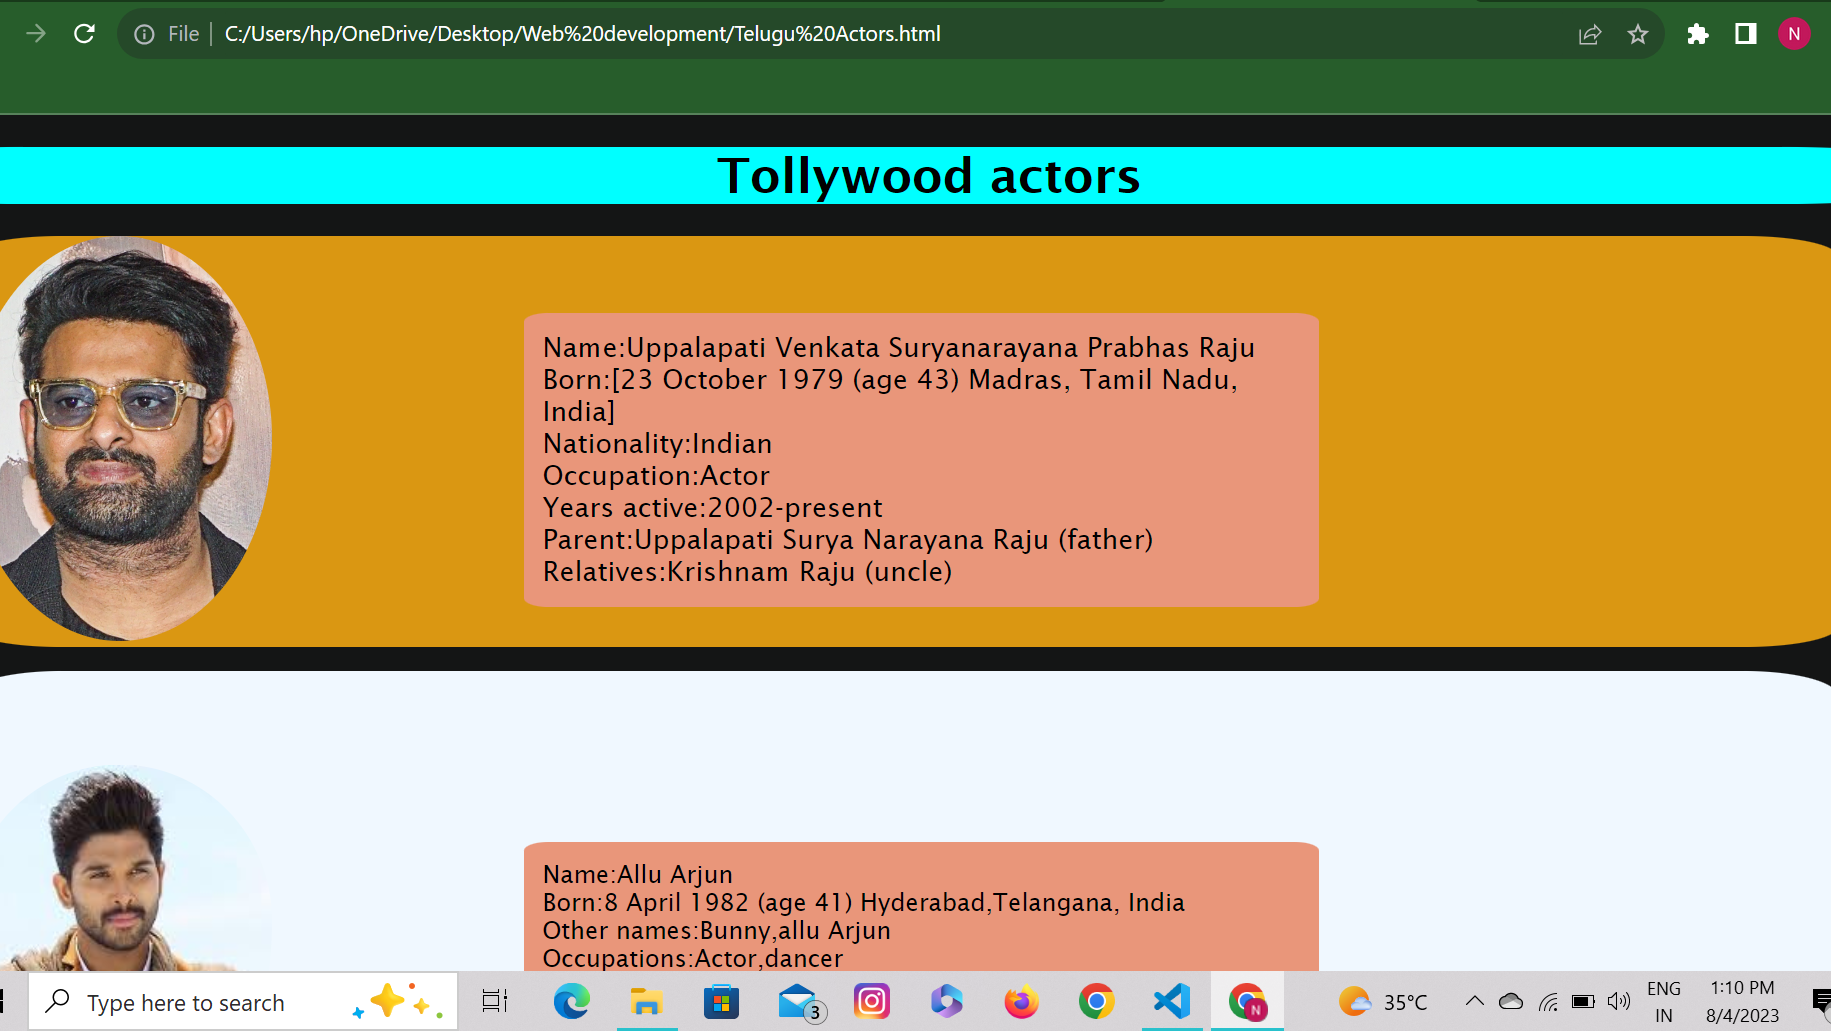 File
C:/Users/hp/OneDrive/Desktop/Web%20development/Telugu%20Actors.html
N
Tollywood actors
Name:Uppalapati Venkata Suryanarayana Prabhas Raju
Born:[23 October 1979 (age 43) Madras, Tamil Nadu,
India]
Nationality:Indian
Occupation:Actor
Years active:2002-present
Parent:Uppalapati Surya Narayana Raju (father)
Relatives:Krishnam Raju (uncle)
Name:Allu Arjun
Born:8 April 1982 (age 41) Hyderabad,Telangana, India
Other names:Bunny,allu Arjun
Occupations:Actor,dancer
Type here to search
3
N
35°C
ENG
IN
1:10 PM
8/4/2023